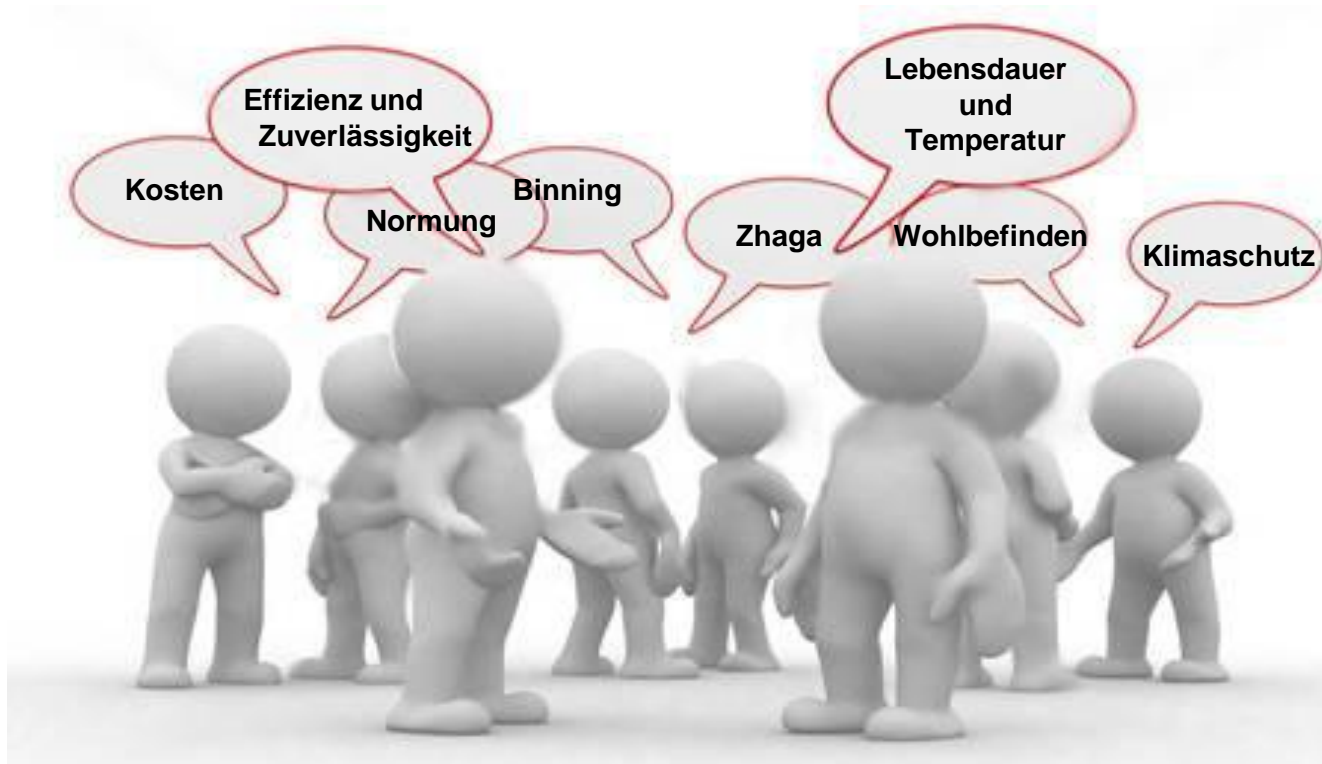 Effizienz und
Zuverlässigkeit
Lebensdauer
und
Temperatur
Kosten
Normung
Binning
Zhaga
Wohlbefinden
Klimaschutz